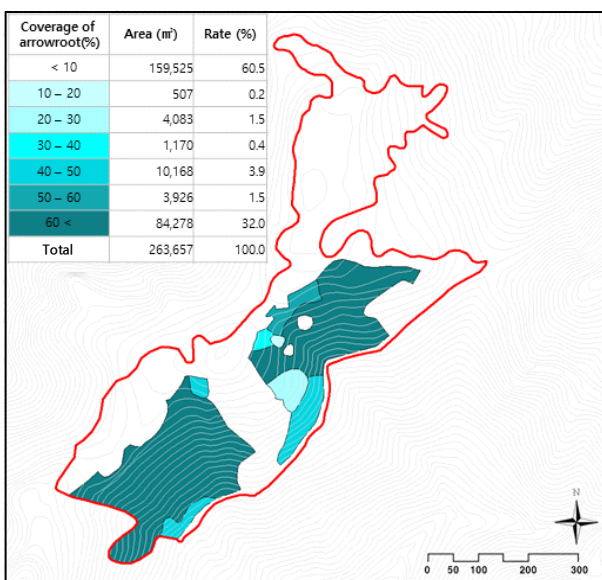 Coverage of arrowroot(%) Area (㎡) Rate (%)
< 10 159,525 60.5
10 – 20 507 0.2
20 – 30 4,083 1.5
30 – 40 1,170 0.4
40 – 50 10,168 3.9
50 – 60 3,926 1.5
60 < 84,278 32.0
Total 263,657 100.0
N
0 50 100 200 300